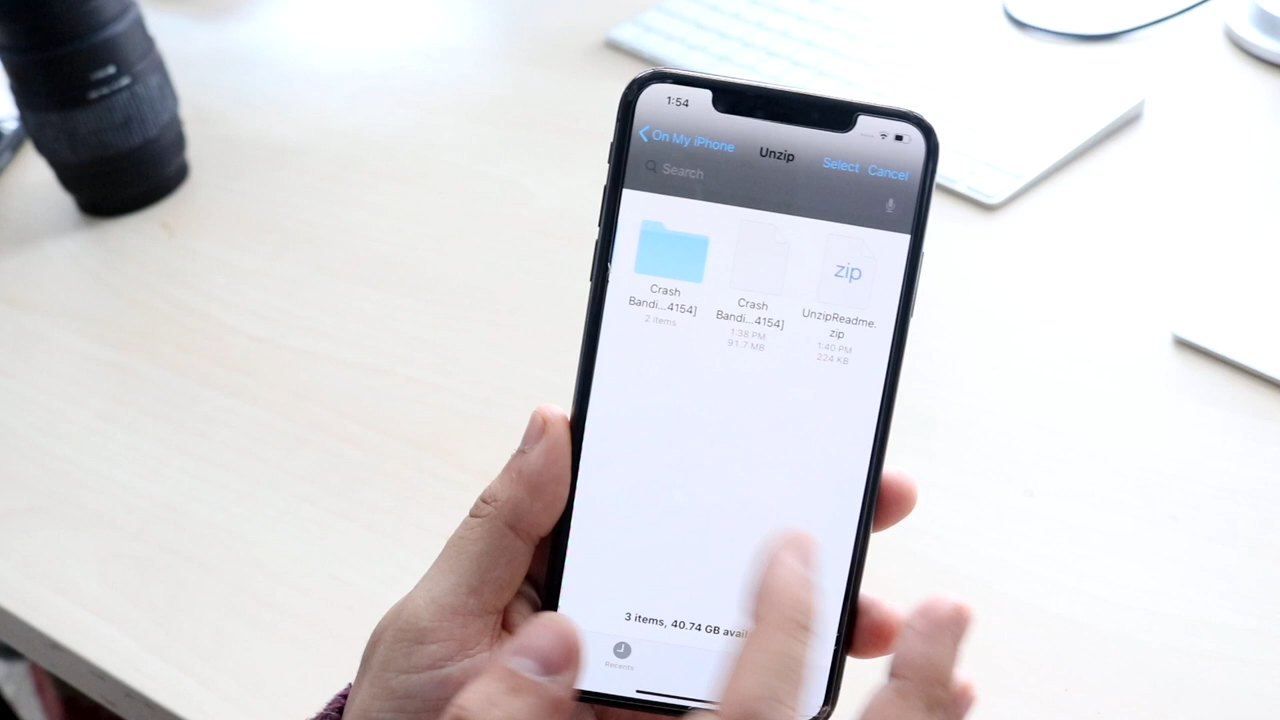 1:54
On My iPhone
Unzip
Select
Cancel
Search
Crash
Bandi...4154]
2 items
Crash
Bandi...4154]
1:38 PM
91.7 MB
zip
UnzipReadme.
zip
1:40 PM
224 KB
3 items, 40.74 GB avail
Recents